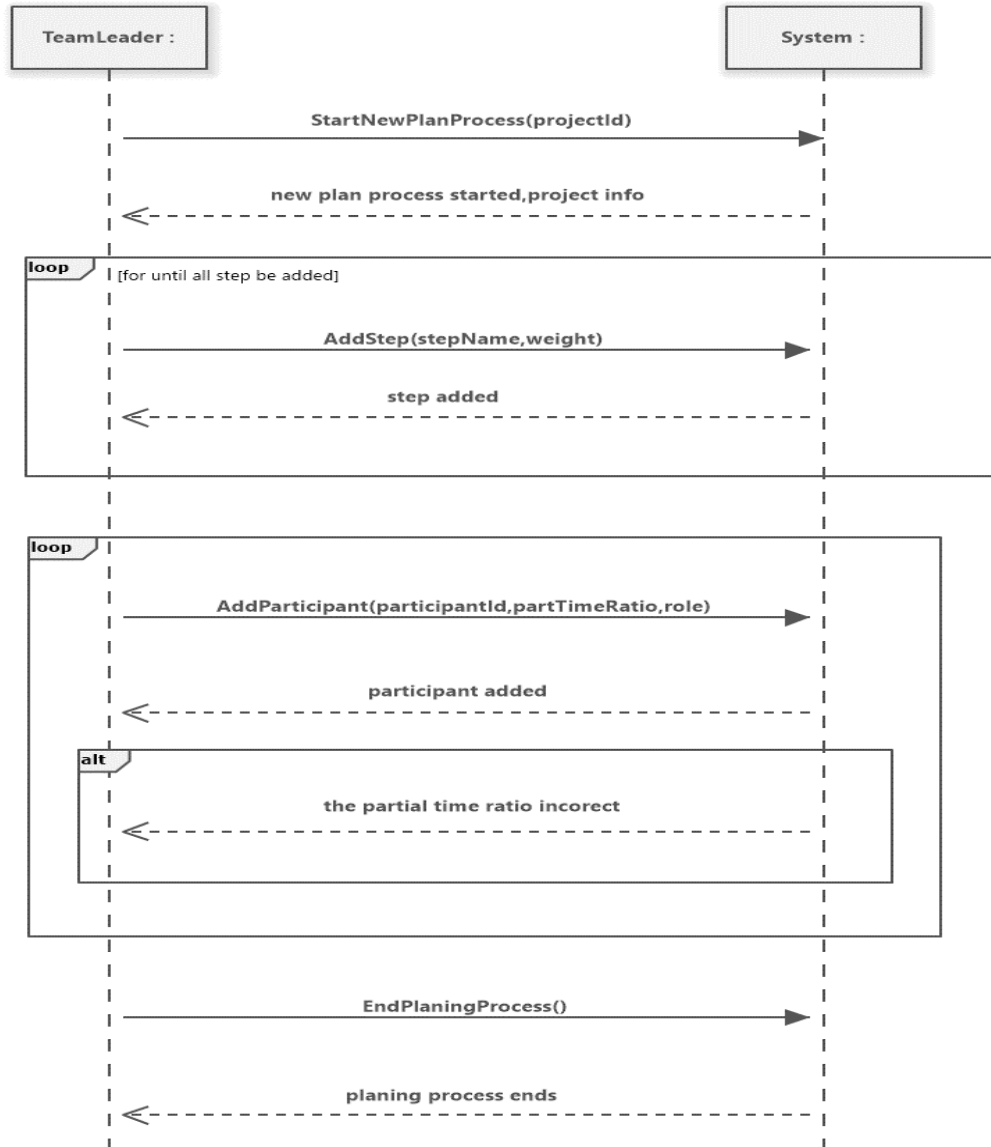 TeamLeader :
System :
StartNewPlanProcess(projectId)
new plan process started,project info
loop
[for until all step be added]
AddStep(stepName,weight)
step added
loop
AddParticipant(participantId,partTimeRatio,role)
participant added
alt
the partial time ratio incorect
EndPlaningProcess()
planing process ends